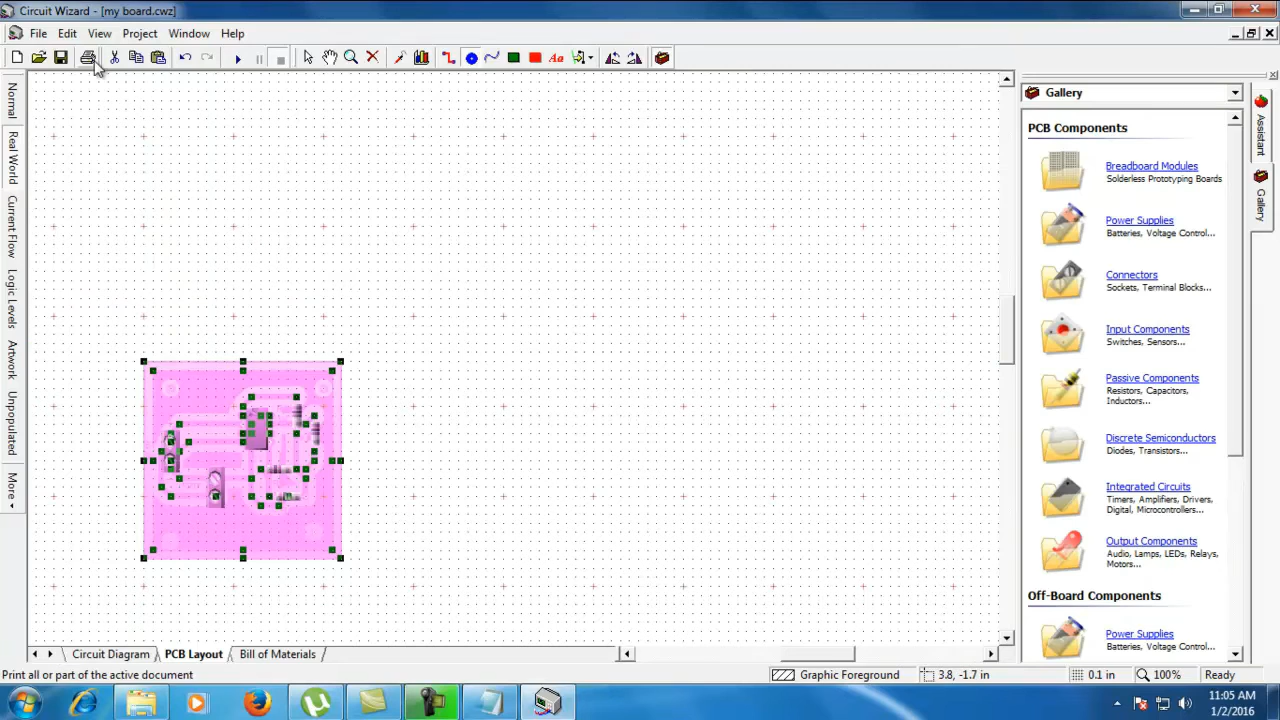 Circuit Wizard - [my board.cwz]
File Edit View Project Window Help
Aa
Normal
Real World
Current Flow
Logic Levels
Artwork
Unpopulated
More
Gallery
PCB Components
Breadboard Modules
Solderless Prototyping Boards
Power Supplies
Batteries, Voltage Control...
Connectors
Sockets, Terminal Blocks...
Input Components
Switches, Sensors...
Passive Components
Resistors, Capacitors,
Inductors...
Discrete Semiconductors
Diodes, Transistors...
Integrated Circuits
Timers, Amplifiers, Drivers,
Digital, Microcontrollers...
Output Components
Audio, Lamps, LEDs, Relays,
Motors...
Off-Board Components
Power Supplies
Batteries, Voltage Control...
Assistant
Gallery
Circuit Diagram PCB Layout Bill of Materials
Print all or part of the active document Graphic Foreground 3.8, -1.7 in 0.1 in 100% Ready
11:05 AM
1/2/2016